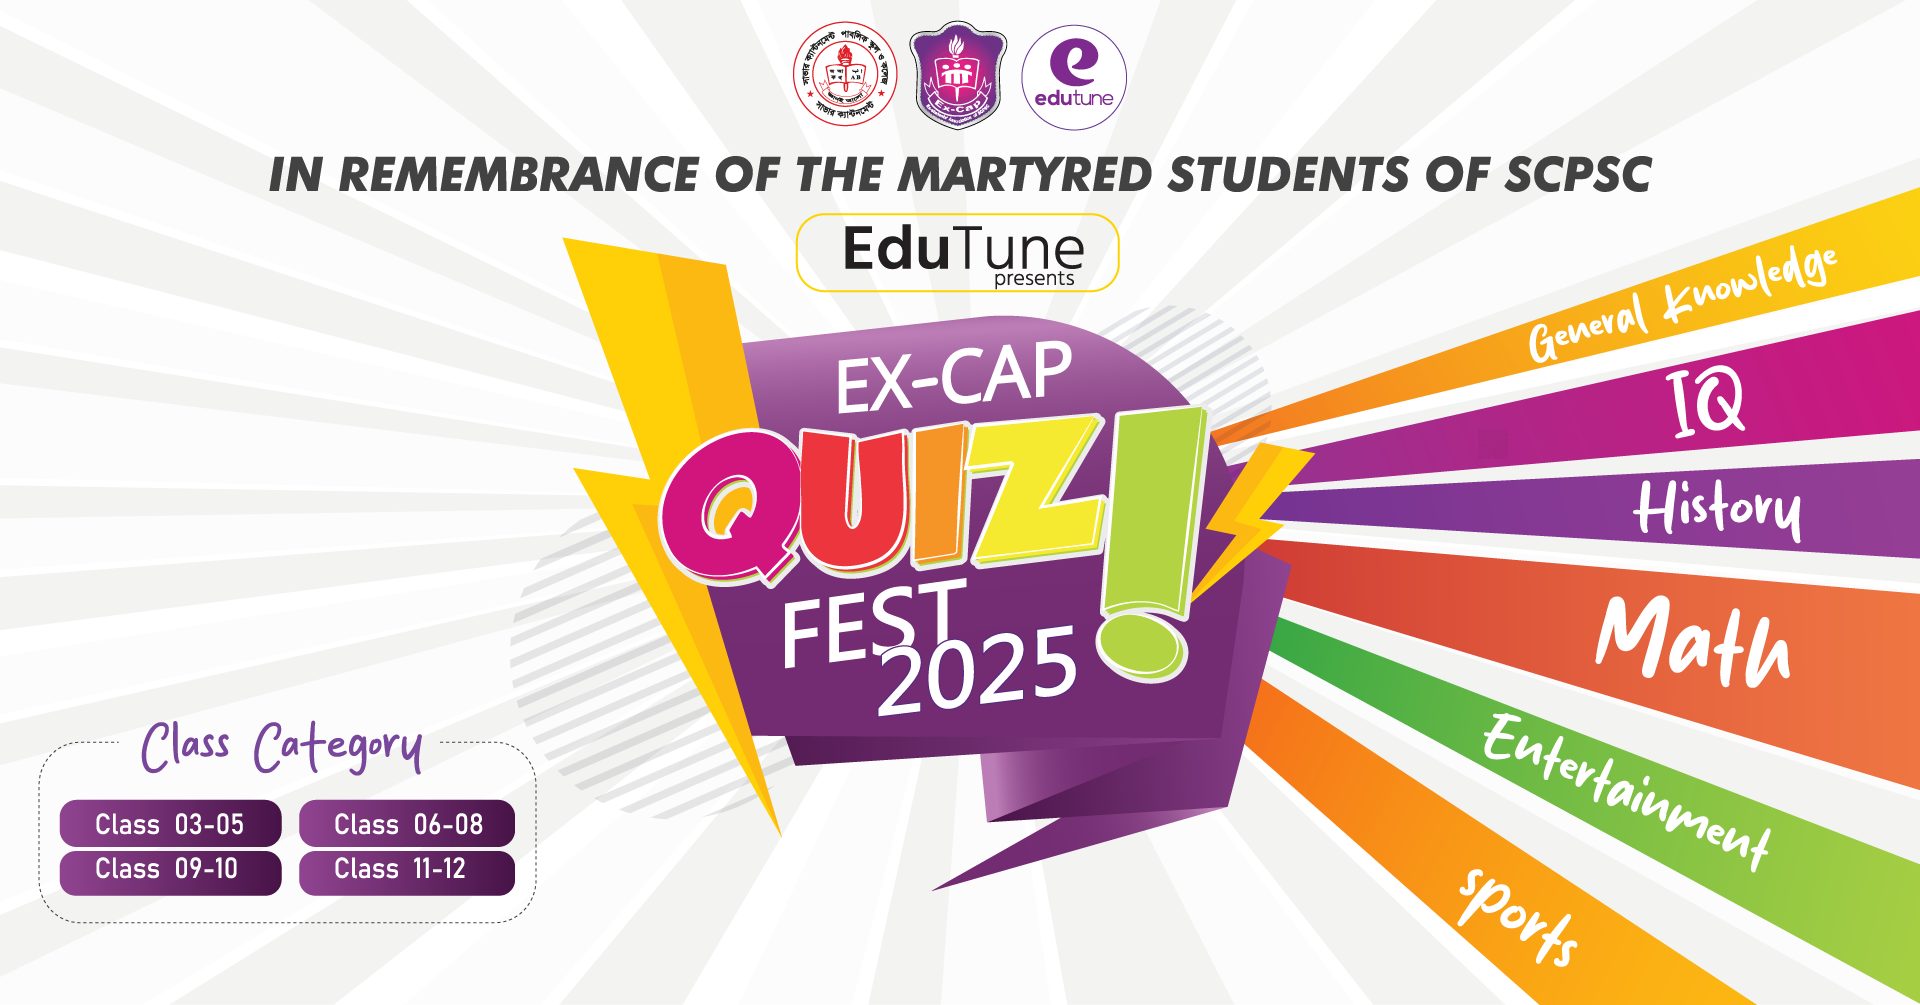 সাভার ক্যান্টনমেন্ট পাবলিক স্কুল ও কলেজ
সাভার ক্যান্টনমেন্ট
Ex-Cap
edutune
IN REMEMBRANCE OF THE MARTYRED STUDENTS OF SCPSC
EduTune
presents
EX-CAP
QUIZ!
FEST
2025
General Knowledge
IQ
History
Math
Entertainment
sports
Class Category
Class 03-05
Class 06-08
Class 09-10
Class 11-12